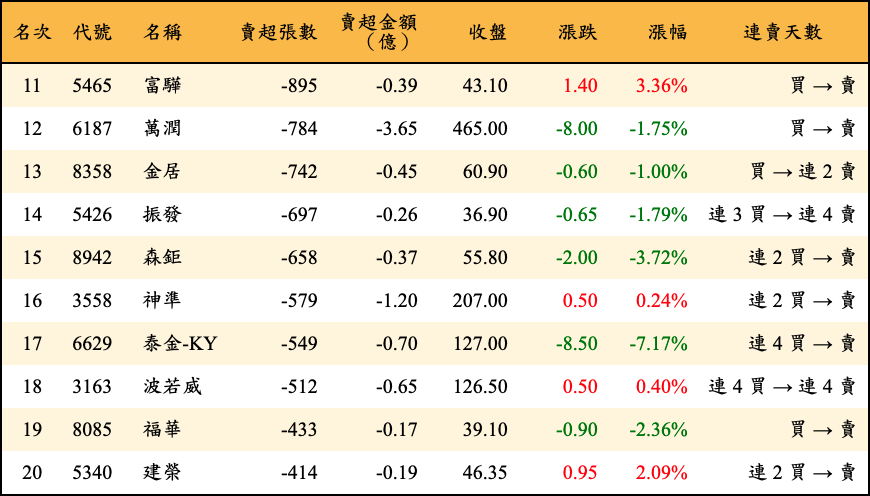 名次 代號 名稱 賣超張數 賣超金額（億） 收盤 漲跌 漲幅 連賣天數
11 5465 富驊 -895 -0.39 43.10 1.40 3.36% 買 → 賣
12 6187 萬潤 -784 -3.65 465.00 -8.00 -1.75% 買 → 賣
13 8358 金居 -742 -0.45 60.90 -0.60 -1.00% 買 → 連 2 賣
14 5426 振發 -697 -0.26 36.90 -0.65 -1.79% 連 3 買 → 連 4 賣
15 8942 森鉅 -658 -0.37 55.80 -2.00 -3.72% 連 2 買 → 賣
16 3558 神準 -579 -1.20 207.00 0.50 0.24% 連 2 買 → 賣
17 6629 泰金-KY -549 -0.70 127.00 -8.50 -7.17% 連 4 買 → 賣
18 3163 波若威 -512 -0.65 126.50 0.50 0.40% 連 4 買 → 連 4 賣
19 8085 福華 -433 -0.17 39.10 -0.90 -2.36% 買 → 賣
20 5340 建榮 -414 -0.19 46.35 0.95 2.09% 連 2 買 → 賣